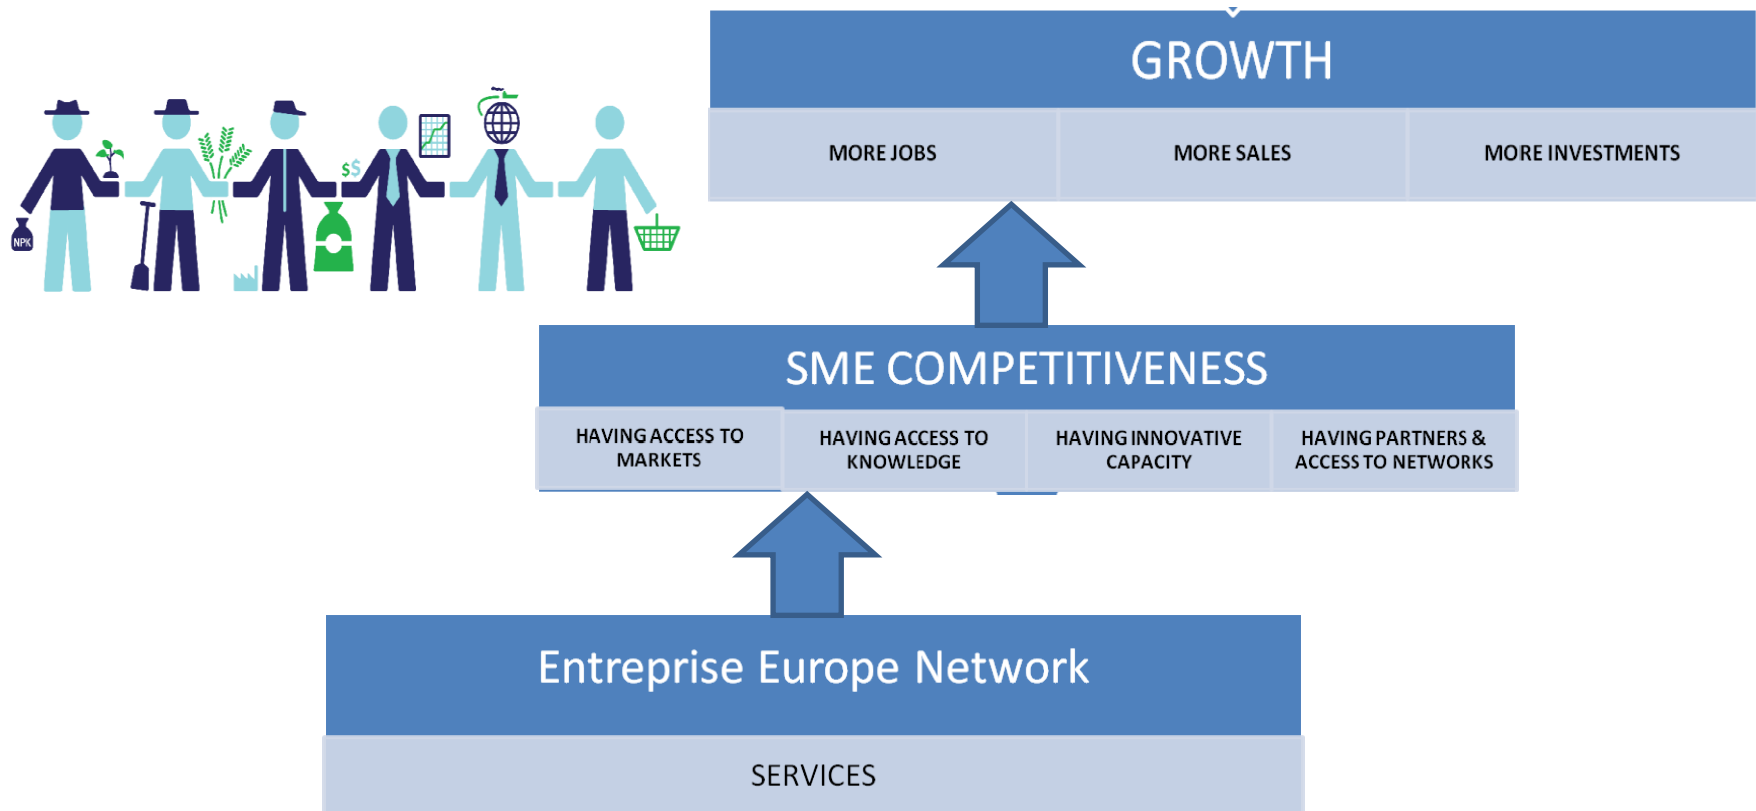 GROWTH
MORE JOBS
MORE SALES
MORE INVESTMENTS
$$
NPK
SME COMPETITIVENESS
HAVING ACCESS TO
MARKETS
HAVING ACCESS TO
KNOWLEDGE
HAVING INNOVATIVE
CAPACITY
HAVING PARTNERS &
ACCESS TO NETWORKS
Entreprise Europe Network
SERVICES